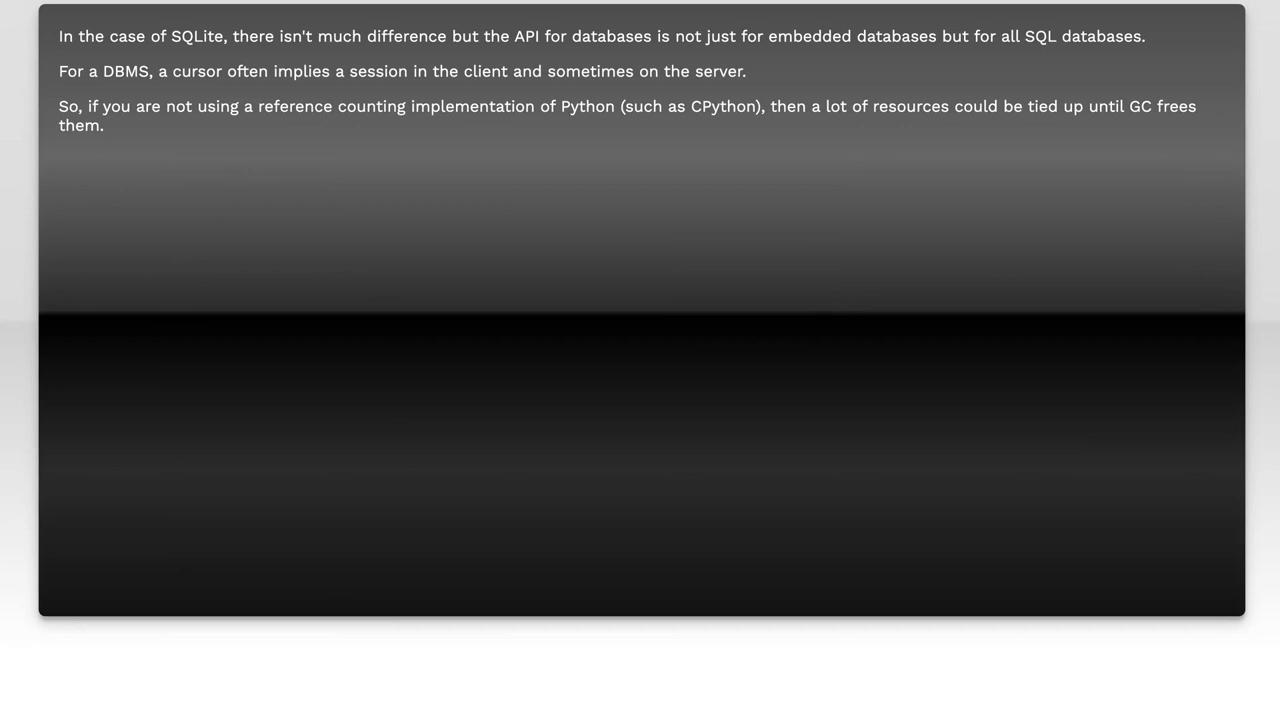 In the case of SQLite, there isn't much difference but the API for databases is not just for embedded databases but for all SQL databases.
For a DBMS, a cursor often implies a session in the client and sometimes on the server.
So, if you are not using a reference counting implementation of Python (such as CPython), then a lot of resources could be tied up until GC frees
them.